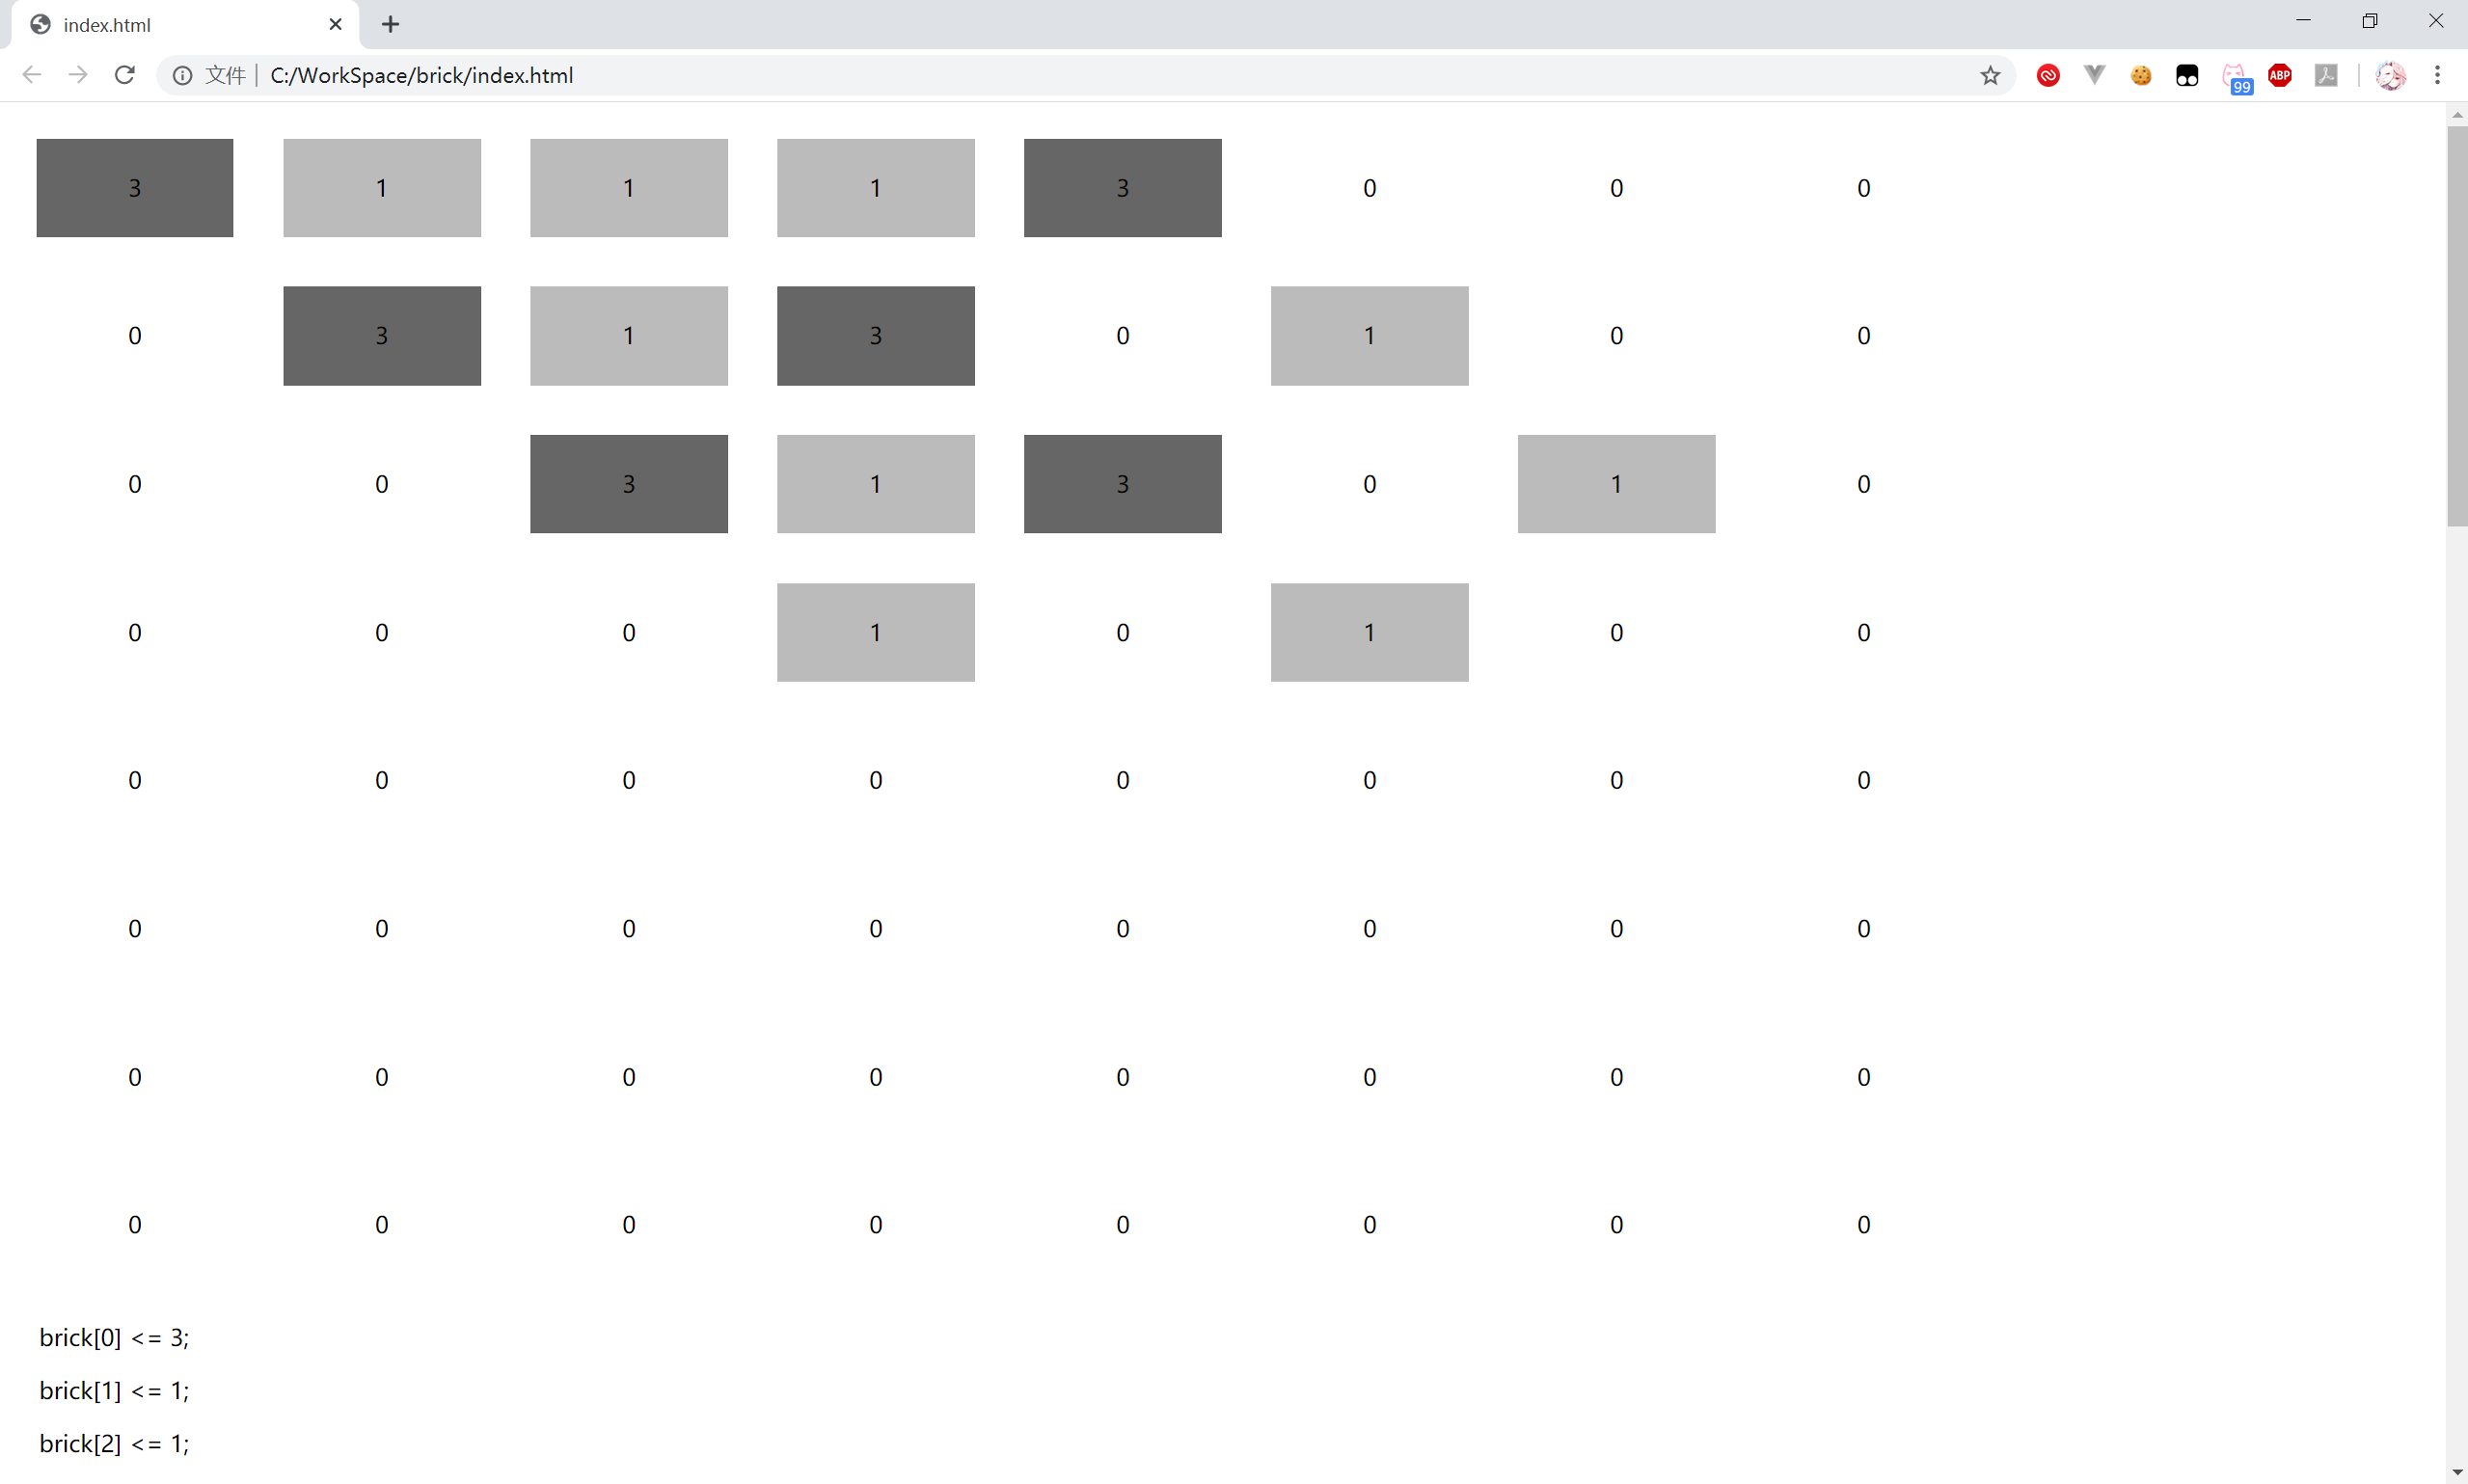 index.html
文件 C:/WorkSpace/brick/index.html
99 ABP
3 1 1 1 3 0 0 0
0 3 1 3 0 1 0 0
0 0 3 1 3 0 1 0
0 0 0 1 0 1 0 0
0 0 0 0 0 0 0 0
0 0 0 0 0 0 0 0
0 0 0 0 0 0 0 0
0 0 0 0 0 0 0 0
brick[0] <= 3;
brick[1] <= 1;
brick[2] <= 1;